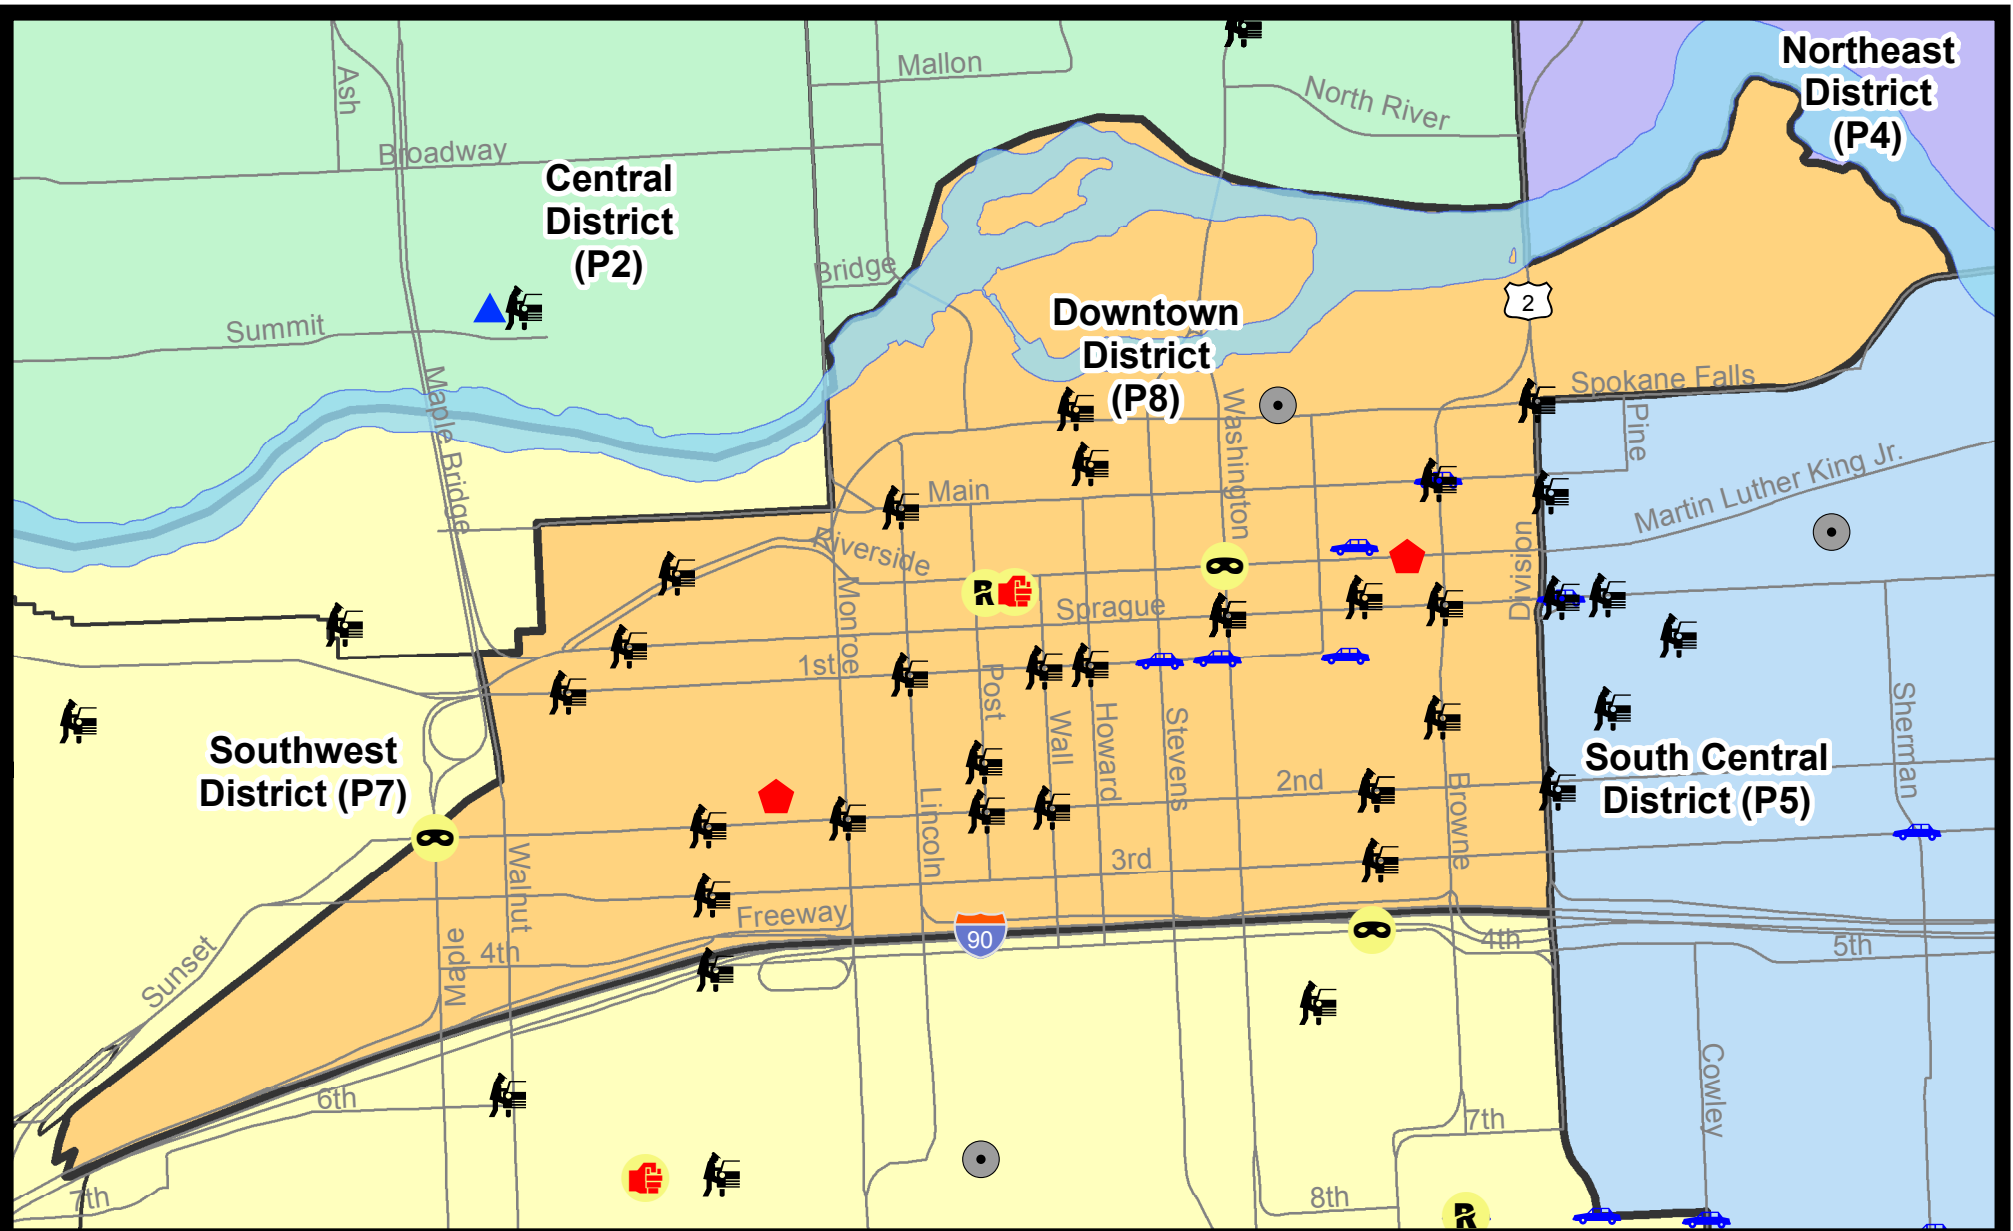 Northeast
District
(P4)
Mallon
Ash
North River
Broadway
Central
District
(P2)
Bridge
Downtown
District
(P8)
2
Summit
Maple Bridge
Spokane Falls
Pine
Washington
Martin Luther King Jr.
Main
Riverside
Division
Sprague
Monroe
1st
Post
Wall
Howard
Stevens
Sherman
Southwest
District (P7)
South Central
District (P5)
2nd
Browne
Lincoln
3rd
Walnut
Freeway
90
4th
Maple
4th
5th
Sunset
6th
Cowley
7th
7th
8th
R
R